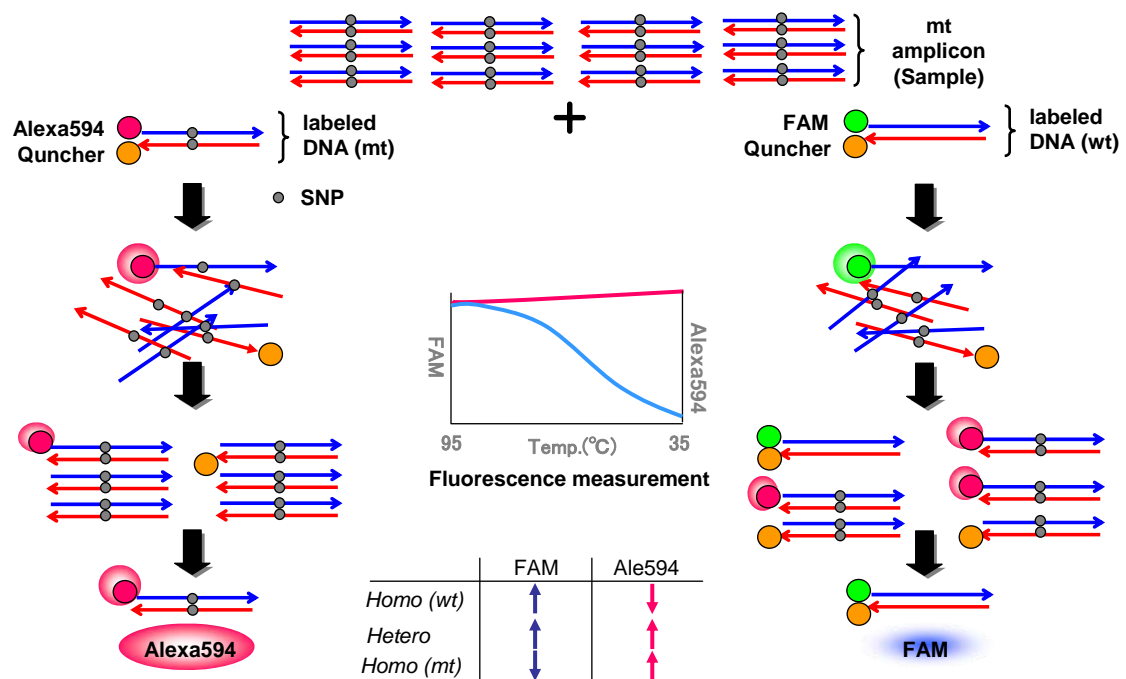 mt
amplicon
(Sample)
Alexa594
Quncher
labeled
DNA (mt)
SNP
FAM
Quncher
labeled
DNA (wt)
FAM
Alexa594
95
Temp.(℃)
35
Fluorescence measurement
FAM Ale594
Homo (wt)
Hetero
Homo (mt)
Alexa594
FAM